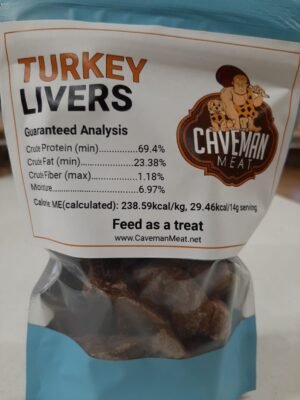 TURKEY
LIVERS
CAVEMAN
MEAT
Guaranteed Analysis
Crude Protein (min)...............69.4%
Crude Fat (min)......................23.38%
Crude Fiber (max)...................1.18%
Moisture................................6.97%
Calorie ME(calculated): 238.59kcal/kg, 29.46kcal/14g serving
Feed as a treat
www.CavemanMeat.net